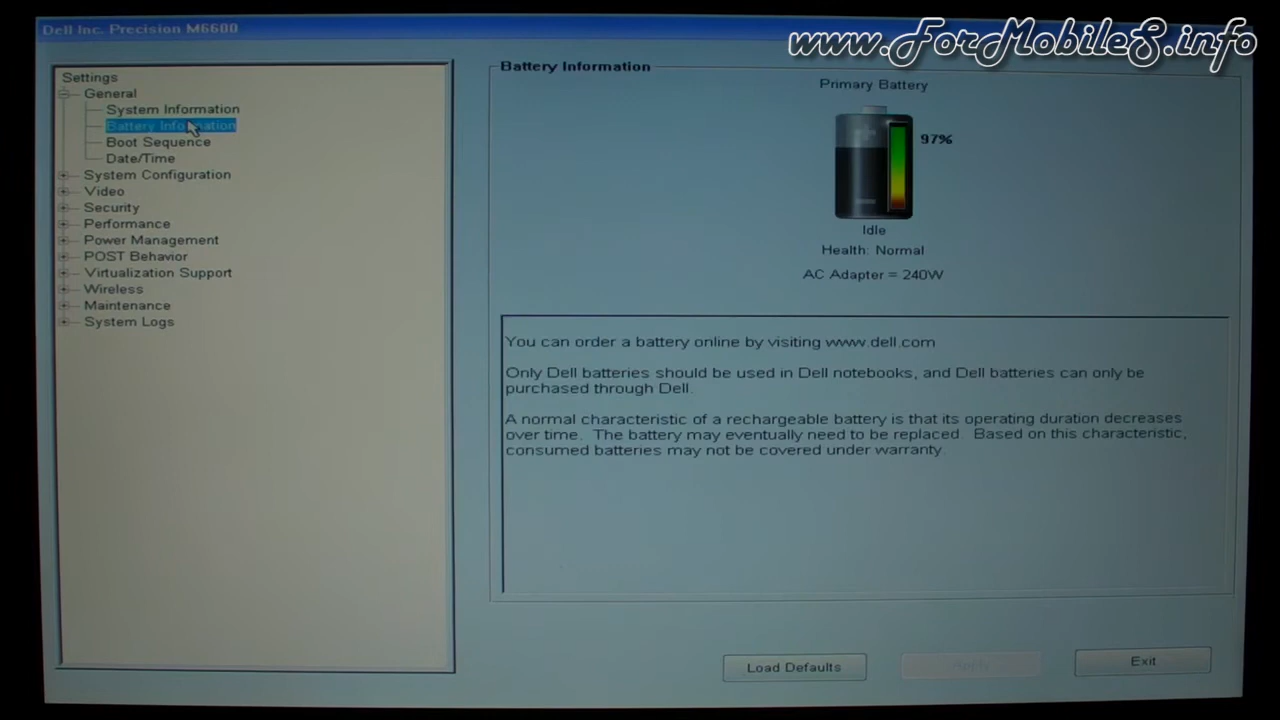 Dell Inc. Precision M6600
www.ForMobileS.info
Settings
General
System Information
Battery Information
Boot Sequence
Date/Time
System Configuration
Video
Security
Performance
Power Management
POST Behavior
Virtualization Support
Wireless
Maintenance
System Logs
Battery Information
Primary Battery
97%
Idle
Health: Normal
AC Adapter = 240W
You can order a battery online by visiting www.dell.com
Only Dell batteries should be used in Dell notebooks, and Dell batteries can only be
purchased through Dell.
A normal characteristic of a rechargeable battery is that its operating duration decreases
over time. The battery may eventually need to be replaced. Based on this characteristic,
consumed batteries may not be covered under warranty.
Load Defaults
Apply
Exit